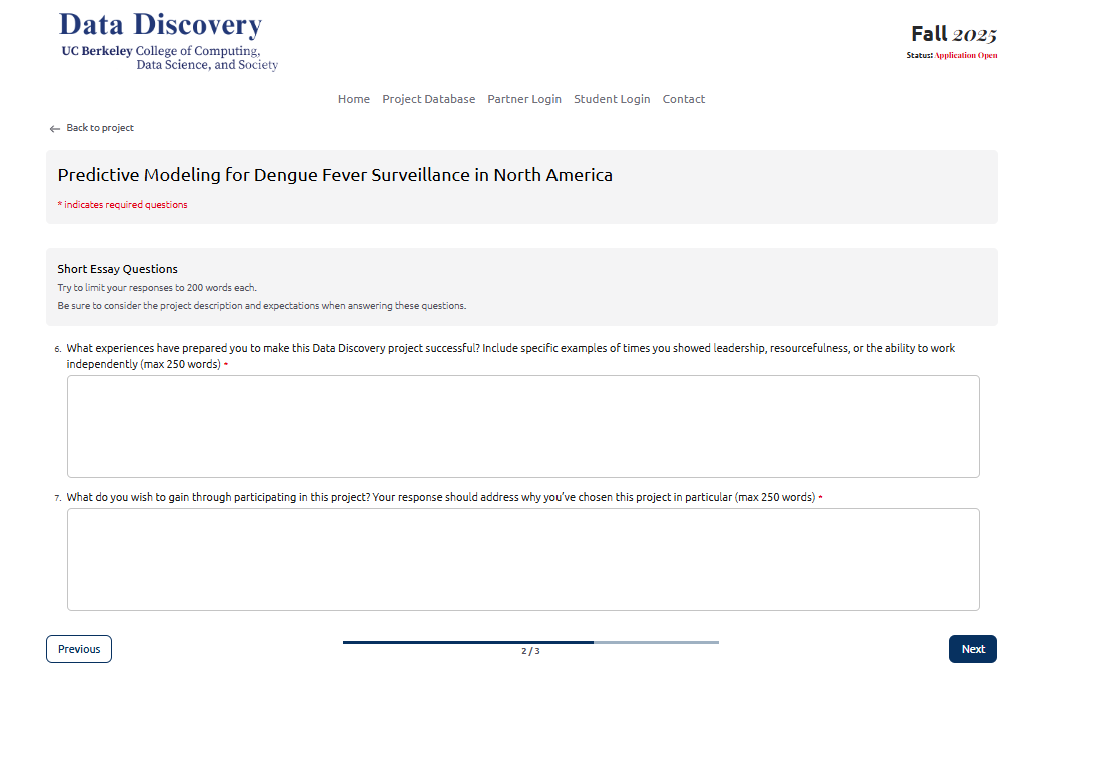 Data Discovery
UC Berkeley College of Computing,
Data Science, and Society
Fall 2025
Status: Application Open
Home Project Database Partner Login Student Login Contact
← Back to project
Predictive Modeling for Dengue Fever Surveillance in North America
* indicates required questions
Short Essay Questions
Try to limit your responses to 200 words each.
Be sure to consider the project description and expectations when answering these questions.
6. What experiences have prepared you to make this Data Discovery project successful? Include specific examples of times you showed leadership, resourcefulness, or the ability to work
independently (max 250 words) *
7. What do you wish to gain through participating in this project? Your response should address why you've chosen this project in particular (max 250 words) *
Previous
2 / 3
Next